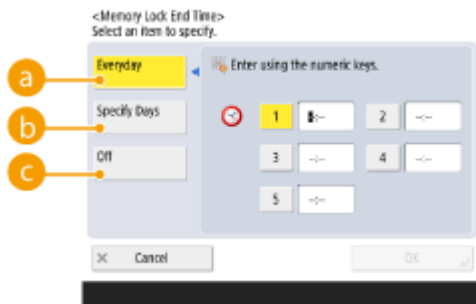 <Memory Lock End Time>
Select an item to specify.
a
Everyday
Enter using the numeric keys.
b
Specify Days
1
-:--
2
--:--
c
Off
3
--:--
4
--:--
5
--:--
× Cancel
OK